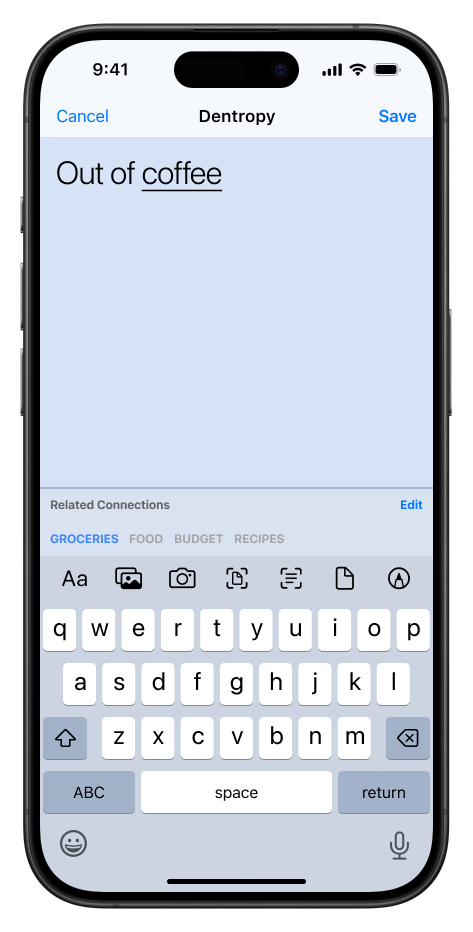 9:41
Cancel Dentropy Save
Out of coffee
Related Connections Edit
GROCERIES FOOD BUDGET RECIPES
Aa
q w e r t y u i o p
a s d f g h j k l
z x c v b n m
ABC space return